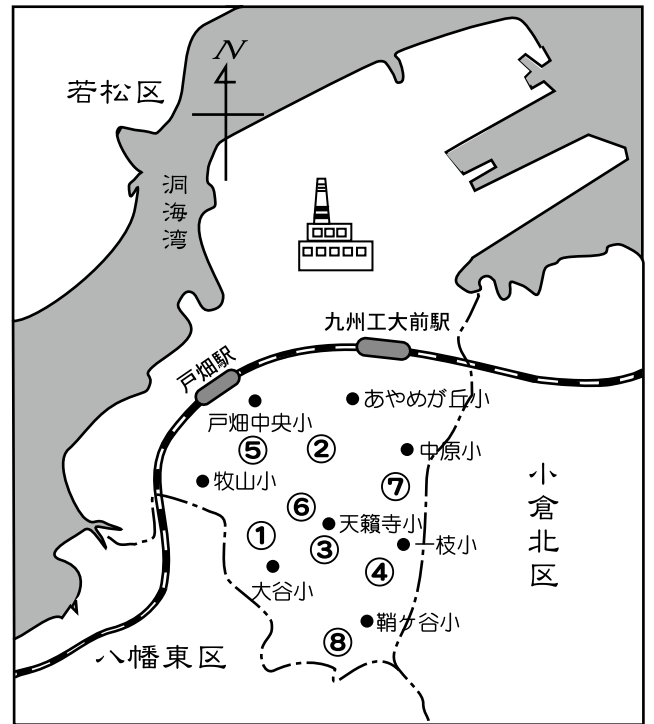 N
若松区
洞海湾
九州工大前駅
戸畑駅
あやめが丘小
戸畑中央小
⑤
②
中原小
牧山小
⑦
小倉北区
⑥
天籟寺小
①
③
一枝小
④
大谷小
鞘ヶ谷小
⑧
八幡東区